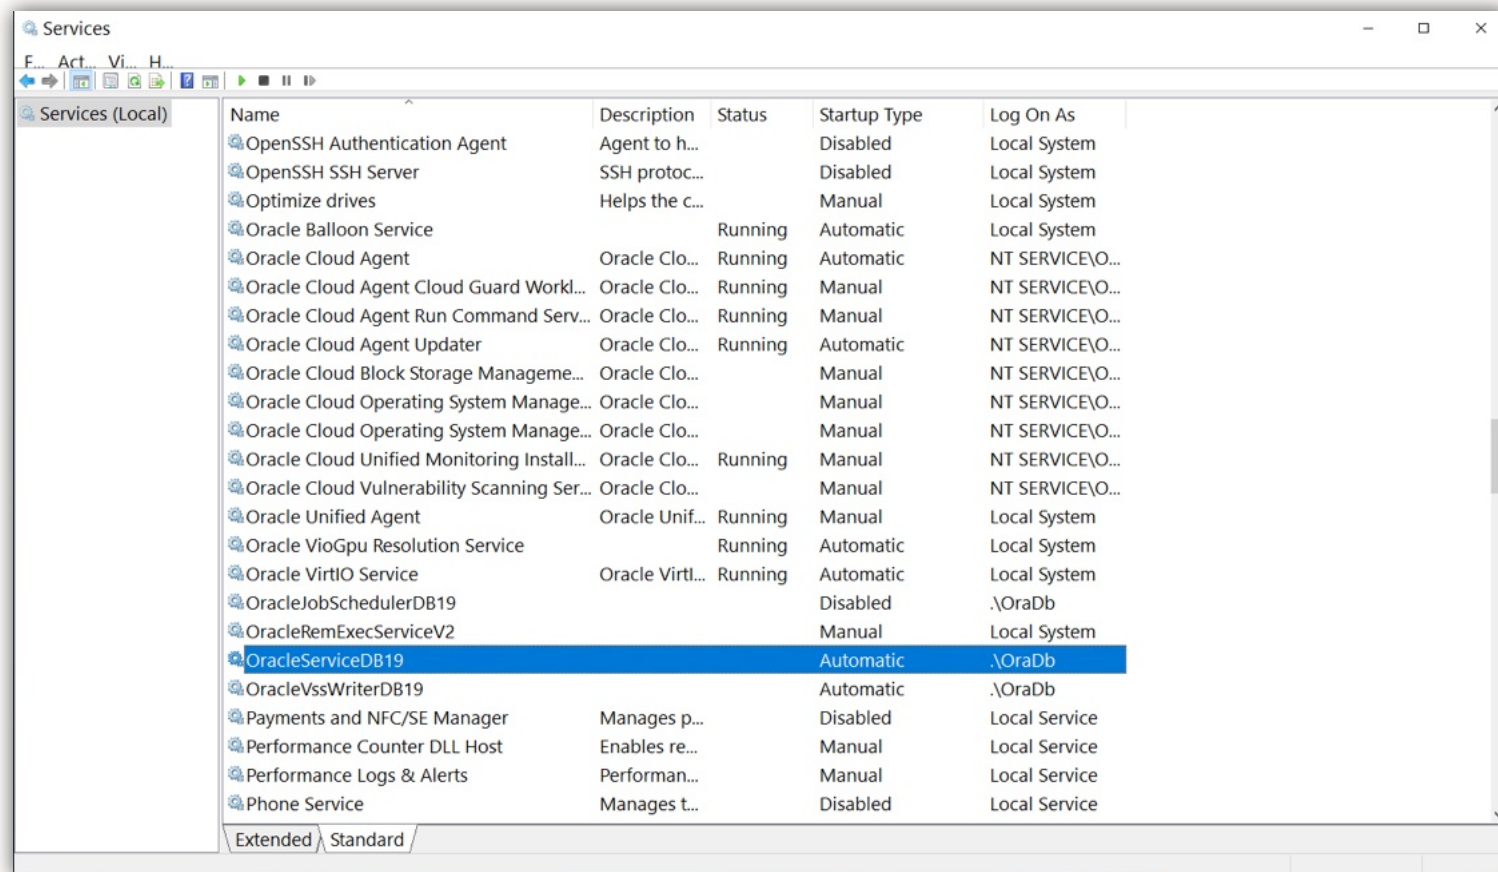 Services
F... Act... Vi... H...
Services (Local)
Name Description Status Startup Type Log On As
OpenSSH Authentication Agent Agent to h... Disabled Local System
OpenSSH SSH Server SSH protoc... Disabled Local System
Optimize drives Helps the c... Manual Local System
Oracle Balloon Service Running Automatic Local System
Oracle Cloud Agent Oracle Clo... Running Automatic NT SERVICE\O...
Oracle Cloud Agent Cloud Guard Workl... Oracle Clo... Running Manual NT SERVICE\O...
Oracle Cloud Agent Run Command Serv... Oracle Clo... Running Manual NT SERVICE\O...
Oracle Cloud Agent Updater Oracle Clo... Running Automatic NT SERVICE\O...
Oracle Cloud Block Storage Manageme... Oracle Clo... Manual NT SERVICE\O...
Oracle Cloud Operating System Manage... Oracle Clo... Manual NT SERVICE\O...
Oracle Cloud Operating System Manage... Oracle Clo... Manual NT SERVICE\O...
Oracle Cloud Unified Monitoring Install... Oracle Clo... Running Manual NT SERVICE\O...
Oracle Cloud Vulnerability Scanning Ser... Oracle Clo... Manual NT SERVICE\O...
Oracle Unified Agent Oracle Unif... Running Manual Local System
Oracle VioGpu Resolution Service Running Automatic Local System
Oracle VirtIO Service Oracle VirtI... Running Automatic Local System
OracleJobSchedulerDB19 Disabled .\OraDb
OracleRemExecServiceV2 Manual Local System
OracleServiceDB19 Automatic .\OraDb
OracleVssWriterDB19 Automatic .\OraDb
Payments and NFC/SE Manager Manages p... Disabled Local Service
Performance Counter DLL Host Enables re... Manual Local Service
Performance Logs & Alerts Performan... Manual Local Service
Phone Service Manages t... Disabled Local Service
Extended Standard